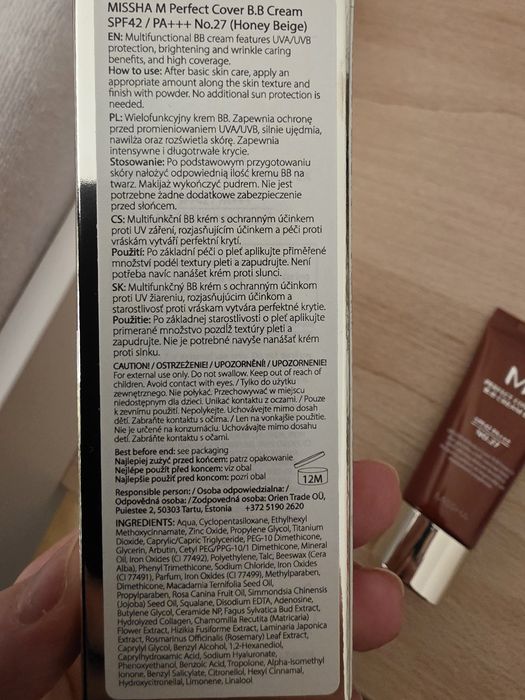 MISSHA M Perfect Cover B.B Cream
SPF42 / PA+++ No.27 (Honey Beige)
EN: Multifunctional BB cream features UVA/UVB
protection, brightening and wrinkle caring
benefits, and high coverage.
How to use: After basic skin care, apply an
appropriate amount along the skin texture and
finish with powder. No additional sun protection is
needed.
PL: Wielofunkcyjny krem BB. Zapewnia ochronę
przed promieniowaniem UVA/UVB, silnie ujędrnia,
nawilża oraz rozświetla skórę. Zapewnia
intensywne i długotrwałe krycie.
Stosowanie: Po podstawowym przygotowaniu
skóry nałożyć odpowiednią ilość kremu BB na
twarz. Makijaż wykończyć pudrem. Nie jest
potrzebne żadne dodatkowe zabezpieczenie
przed słońcem.
CS: Multifunkční BB krém s ochranným účinkem
proti UV záření, rozjasňujícím účinkem a péčí proti
vráskám vytváří perfektní krytí.
Použití: Po základní péči o pleť aplikujte přiměřené
množství podél textury pleti a zapudrujte. Není
potřeba navíc nanášet krém proti slunci.
SK: Multifunkčný BB krém s ochranným účinkom
proti UV žiareniu, rozjasňujúcim účinkom a
starostlivosť proti vráskam vytvára perfektné krytie.
Použitie: Po základnej starostlivosti o pleť aplikujte
primerané množstvo pozdĺž textúry pleti a
zapudrujte. Nie je potrebné navyše nanášať krém
proti slnku.
CAUTION! / OSTRZEŻENIE! / UPOZORNĚNÍ! / UPOZORNENIE!
For external use only. Do not swallow. Keep out of reach of
children. Avoid contact with eyes. / Tylko do użytku
zewnętrznego. Nie połykać. Przechowywać w miejscu
niedostępnym dla dzieci. Unikać kontaktu z oczami. / Pouze
k zevnímu použití. Nepolykejte. Uchovávejte mimo dosah
dětí. Zabraňte kontaktu s očima. / Len na vonkajšie použitie.
Nie je určené na konzumáciu. Uchovávajte mimo dosahu
detí. Zabráňte kontaktu s očami.
Best before end: see packaging
Najlepiej zużyć przed końcem: patrz opakowanie
Nejlépe použít před koncem: viz obal
Najlepšie použiť pred koncom: pozri obal
12M
Responsible person: / Osoba odpowiedzialna: /
Odpovědná osoba: / Zodpovedná osoba: Orien Trade OÜ,
Puiestee 2, 50303 Tartu, Estonia +372 5190 2620
INGREDIENTS: Aqua, Cyclopentasiloxane, Ethylhexyl
Methoxycinnamate, Zinc Oxide, Propylene Glycol, Titanium
Dioxide, Caprylic/Capric Triglyceride, PEG-10 Dimethicone,
Glycerin, Arbutin, Cetyl PEG/PPG-10/1 Dimethicone, Mineral
Oil, Iron Oxides (CI 77492), Polyethylene, Talc, Beeswax (Cera
Alba), Phenyl Trimethicone, Sodium Chloride, Iron Oxides
(CI 77491), Parfum, Iron Oxides (CI 77499), Methylparaben,
Dimethicone, Macadamia Ternifolia Seed Oil,
Propylparaben, Rosa Canina Fruit Oil, Simmondsia Chinensis
(Jojoba) Seed Oil, Squalane, Disodium EDTA, Adenosine,
Butylene Glycol, Ceramide NP, Fagus Sylvatica Bud Extract,
Hydrolyzed Collagen, Chamomilla Recutita (Matricaria)
Flower Extract, Hizikia Fusiforme Extract, Laminaria Japonica
Extract, Rosmarinus Officinalis (Rosemary) Leaf Extract,
Caprylyl Glycol, Benzyl Alcohol, 1,2-Hexanediol,
Caprylhydroxamic Acid, Sodium Hyaluronate,
Phenoxyethanol, Benzoic Acid, Tropolone, Alpha-Isomethyl
Ionone, Benzyl Salicylate, Citronellol, Hexyl Cinnamal,
Hydroxycitronellal, Limonene, Linalool
M